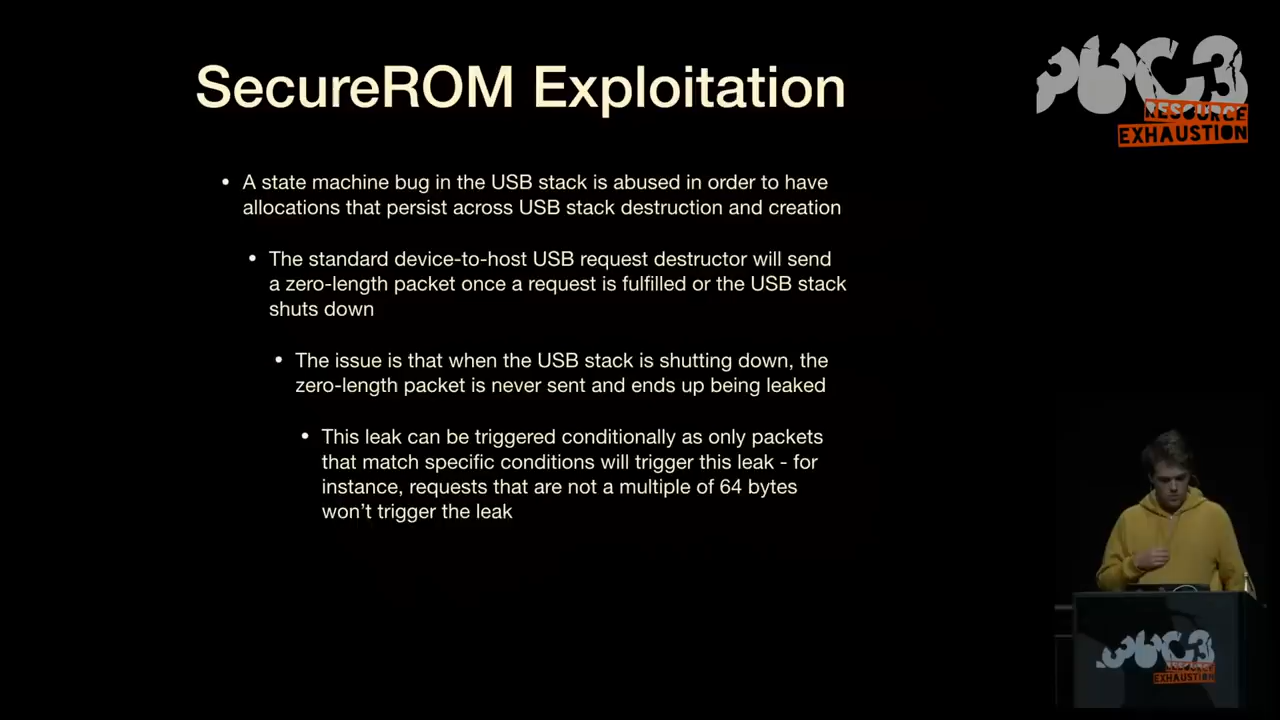 SecureROM Exploitation
36C3
RESOURCE
EXHAUSTION
• A state machine bug in the USB stack is abused in order to have
allocations that persist across USB stack destruction and creation
• The standard device-to-host USB request destructor will send
a zero-length packet once a request is fulfilled or the USB stack
shuts down
• The issue is that when the USB stack is shutting down, the
zero-length packet is never sent and ends up being leaked
• This leak can be triggered conditionally as only packets
that match specific conditions will trigger this leak - for
instance, requests that are not a multiple of 64 bytes
won’t trigger the leak
36C3
RESOURCE
EXHAUSTION